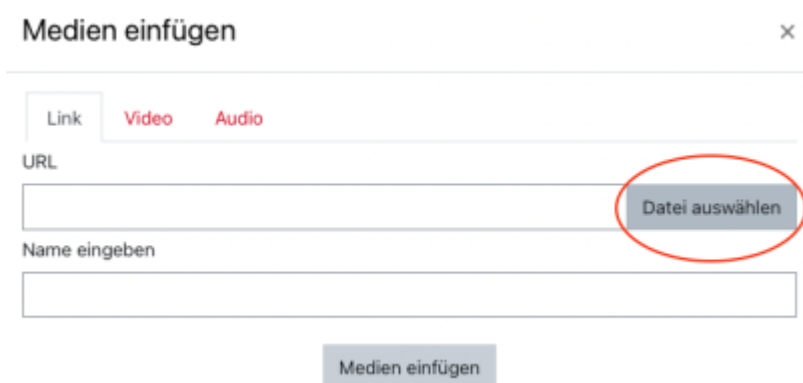 Medien einfügen
Link Video Audio
URL
Datei auswählen
Name eingeben
Medien einfügen